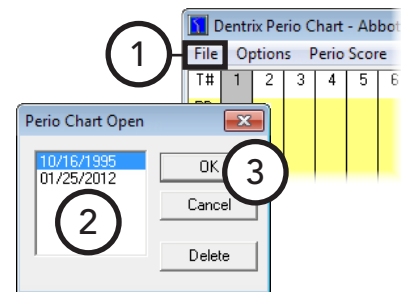 Dentrix Perio Chart - Abbot
1
File Options Perio Score
T# 1 2 3 4 5 6
Perio Chart Open
10/16/1995
01/25/2012
2
OK
3
Cancel
Delete